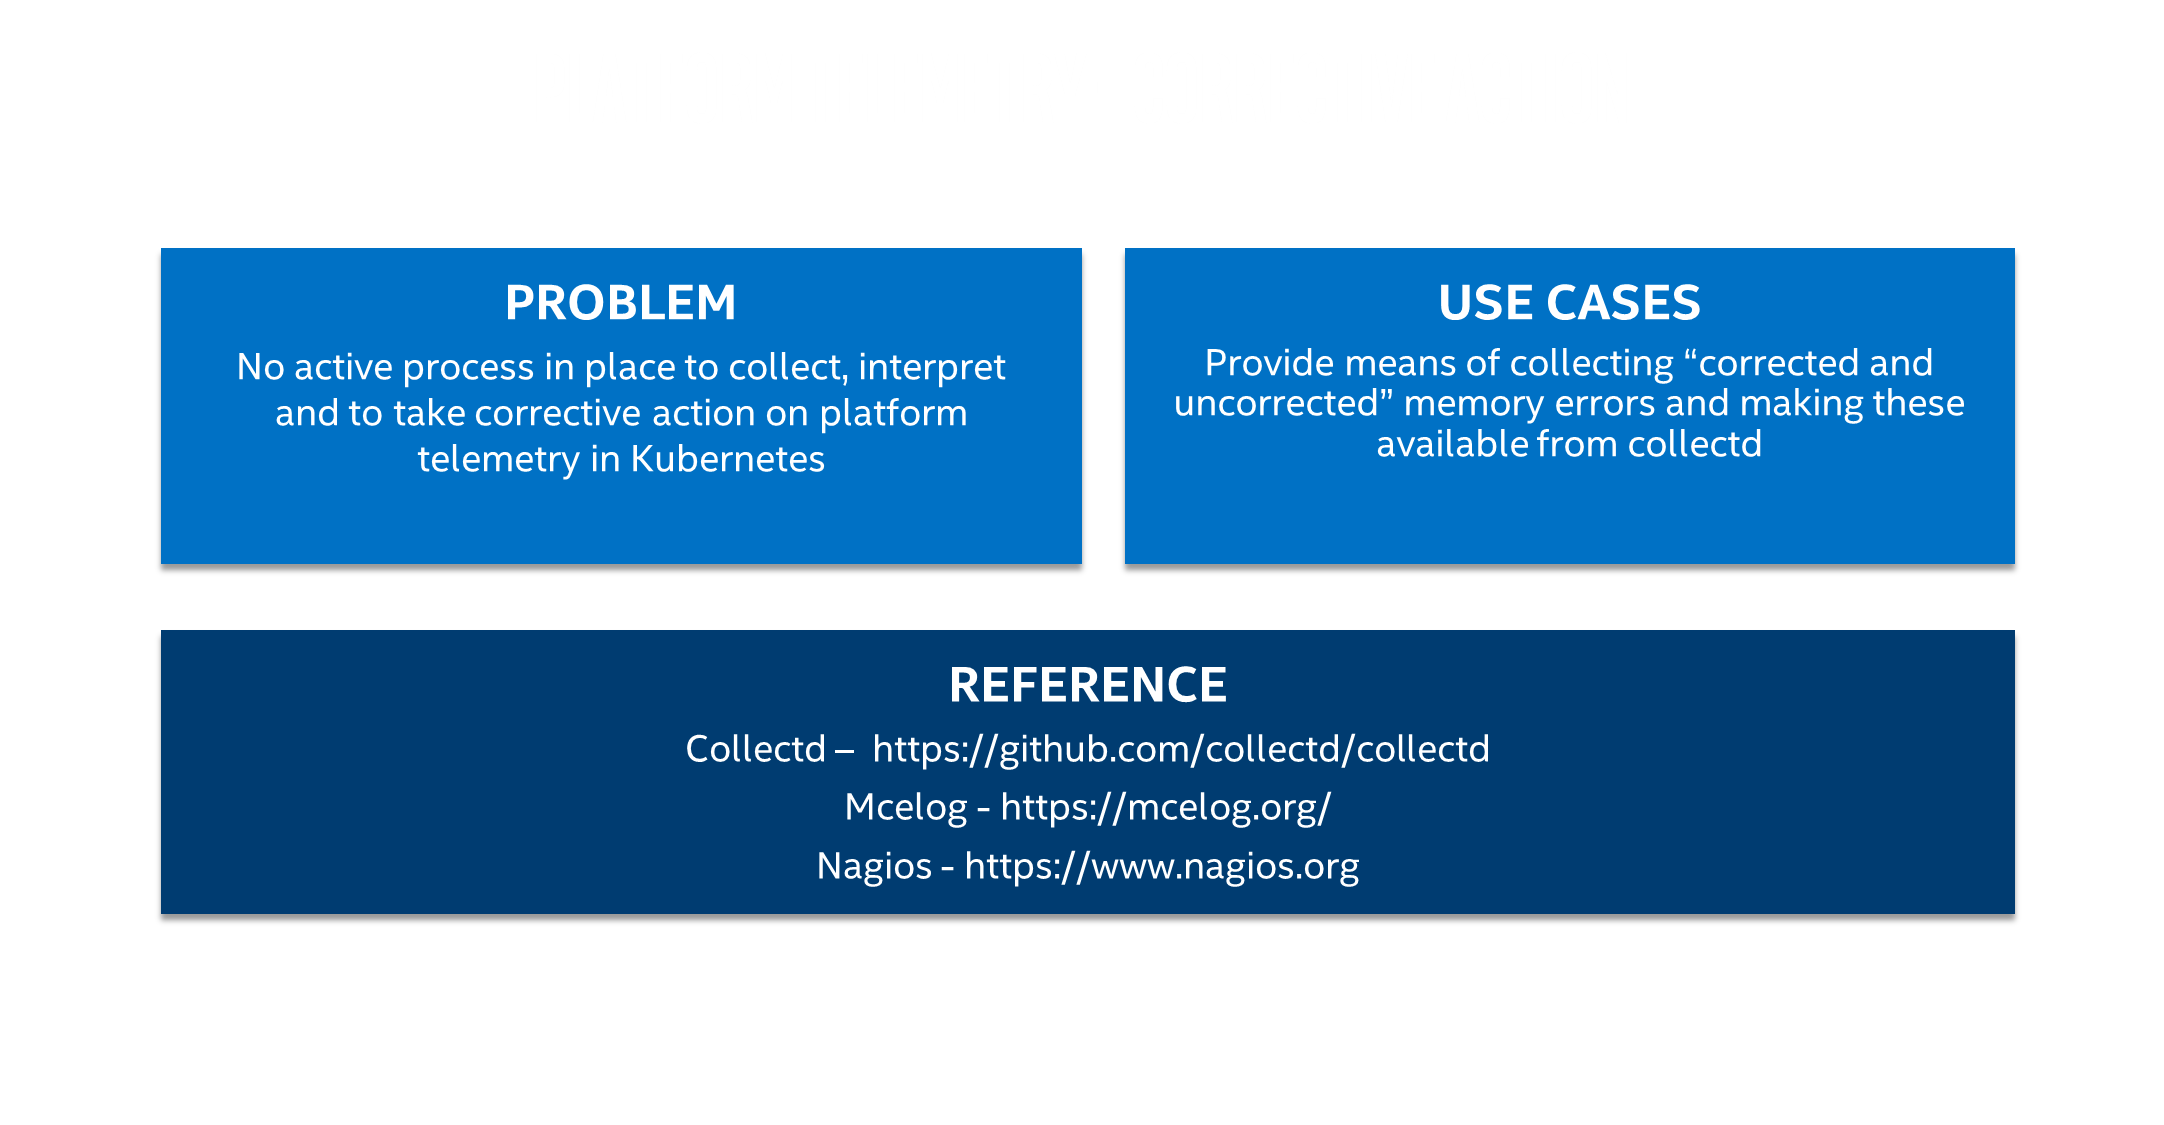 PROBLEM
No active process in place to collect, interpret
and to take corrective action on platform
telemetry in Kubernetes
USE CASES
Provide means of collecting “corrected and
uncorrected” memory errors and making these
available from collectd
REFERENCE
Collectd – https://github.com/collectd/collectd
Mcelog - https://mcelog.org/
Nagios - https://www.nagios.org